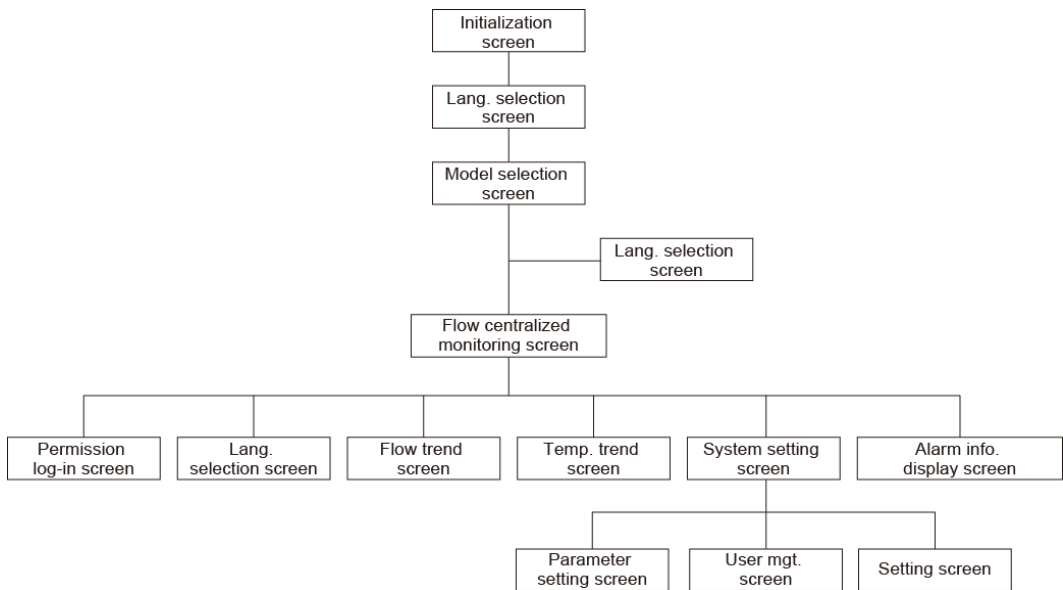 Initialization
screen
Lang. selection
screen
Model selection
screen
Lang. selection
screen
Flow centralized
monitoring screen
Permission
log-in screen
Lang.
selection screen
Flow trend
screen
Temp. trend
screen
System setting
screen
Alarm info.
display screen
Parameter
setting screen
User mgt.
screen
Setting screen